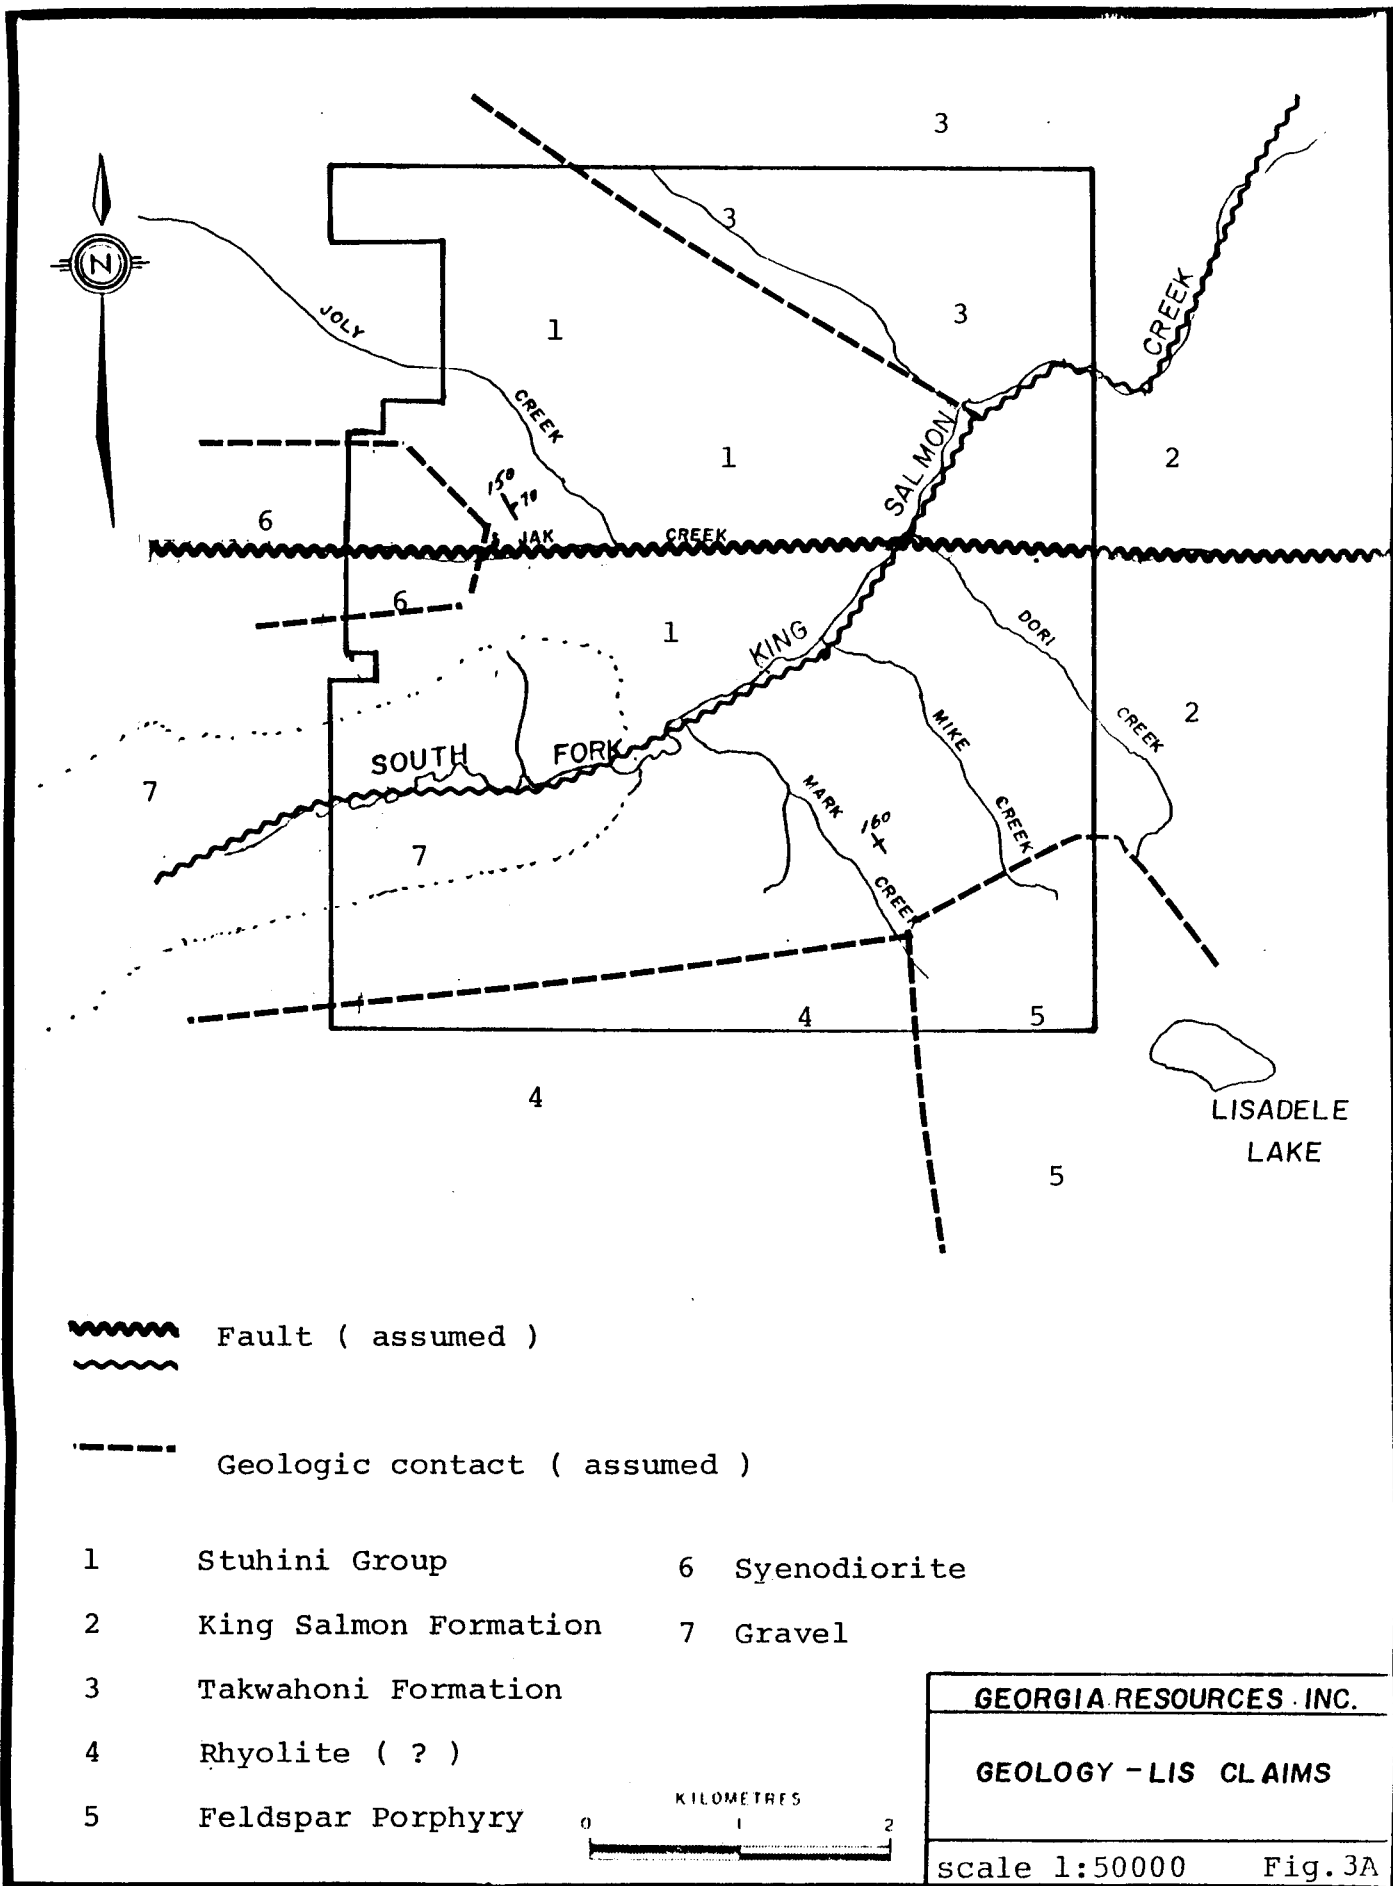 3
N
3
JOLY
1
3
CREEK
CREEK
150
70
1
SALMON
2
6
JAK
CREEK
6
1
KING
DORI
CREEK
2
MIKE
CREEK
SOUTH
FORK
7
MARK
CREEK
160
7
4
5
4
LISADELE
LAKE
5
Fault ( assumed )
Geologic contact ( assumed )
1 Stuhini Group
2 King Salmon Formation
3 Takwahoni Formation
4 Rhyolite ( ? )
5 Feldspar Porphyry
6 Syenodiorite
7 Gravel
KILOMETRES
0 1 2
GEORGIA RESOURCES INC.
GEOLOGY - LIS CLAIMS
scale 1:50000 Fig.3A